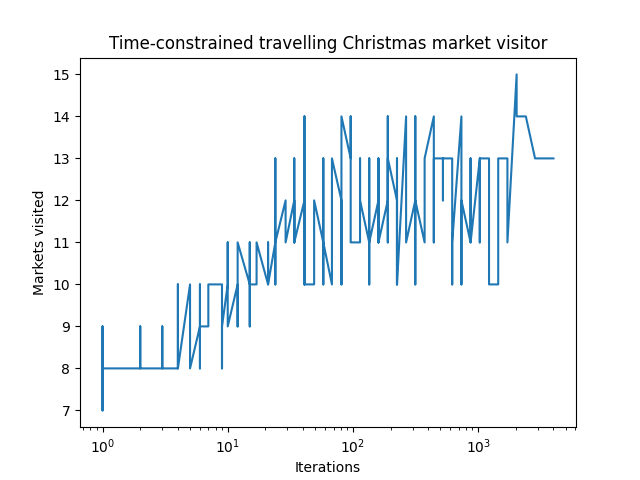 Time-constrained travelling Christmas market visitor
15
14
13
12
11
10
9
8
7
Markets visited
10⁰ 10¹ 10² 10³
Iterations